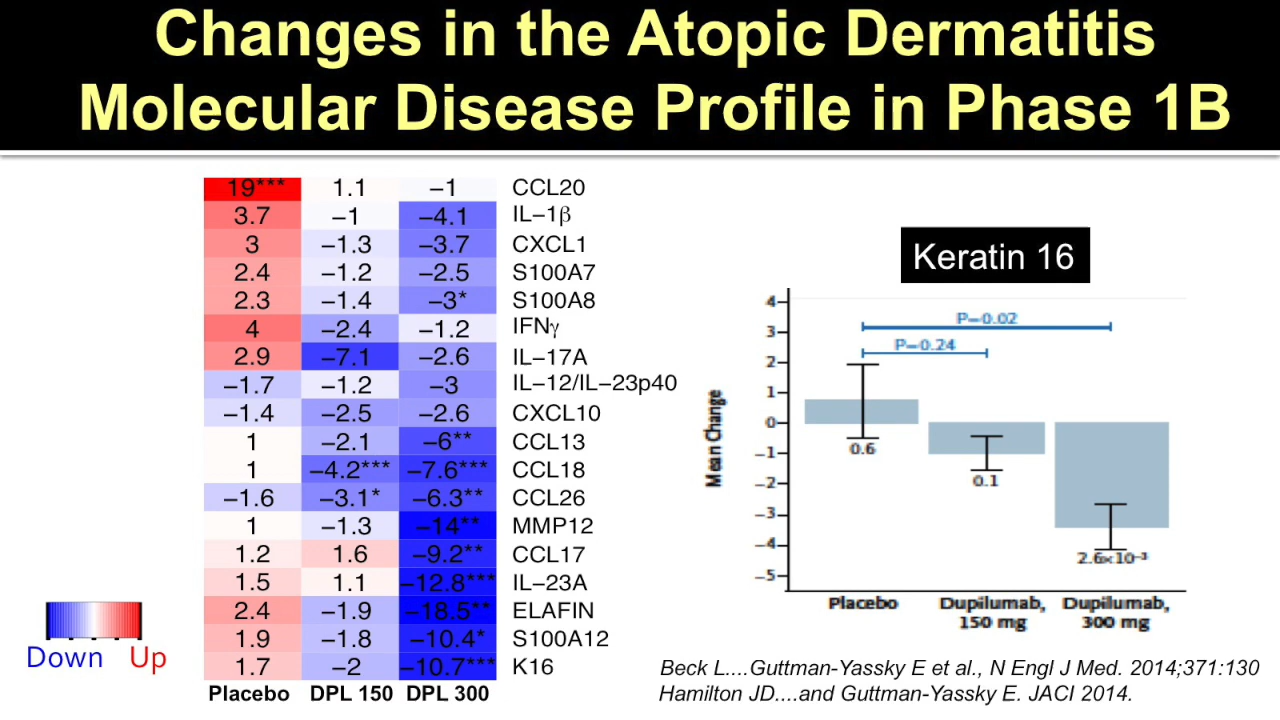 Changes in the Atopic Dermatitis
Molecular Disease Profile in Phase 1B
19*** 1.1 −1 CCL20
3.7 −1 −4.1 IL−1β
3 −1.3 −3.7 CXCL1
2.4 −1.2 −2.5 S100A7
2.3 −1.4 −3* S100A8
4 −2.4 −1.2 IFNγ
2.9 −7.1 −2.6 IL−17A
−1.7 −1.2 −3 IL−12/IL−23p40
−1.4 −2.5 −2.6 CXCL10
1 −2.1 −6** CCL13
1 −4.2*** −7.6*** CCL18
−1.6 −3.1* −6.3** CCL26
1 −1.3 −14** MMP12
1.2 1.6 −9.2** CCL17
1.5 1.1 −12.8*** IL−23A
2.4 −1.9 −18.5** ELAFIN
1.9 −1.8 −10.4* S100A12
1.7 −2 −10.7*** K16
Placebo DPL 150 DPL 300
Down Up
Keratin 16
Mean Change
4
3
2
1
0
−1
−2
−3
−4
−5
P=0.02
P=0.24
0.6
0.1
2.6×10⁻³
Placebo Dupilumab, Dupilumab,
150 mg 300 mg
Beck L....Guttman-Yassky E et al., N Engl J Med. 2014;371:130
Hamilton JD....and Guttman-Yassky E. JACI 2014.